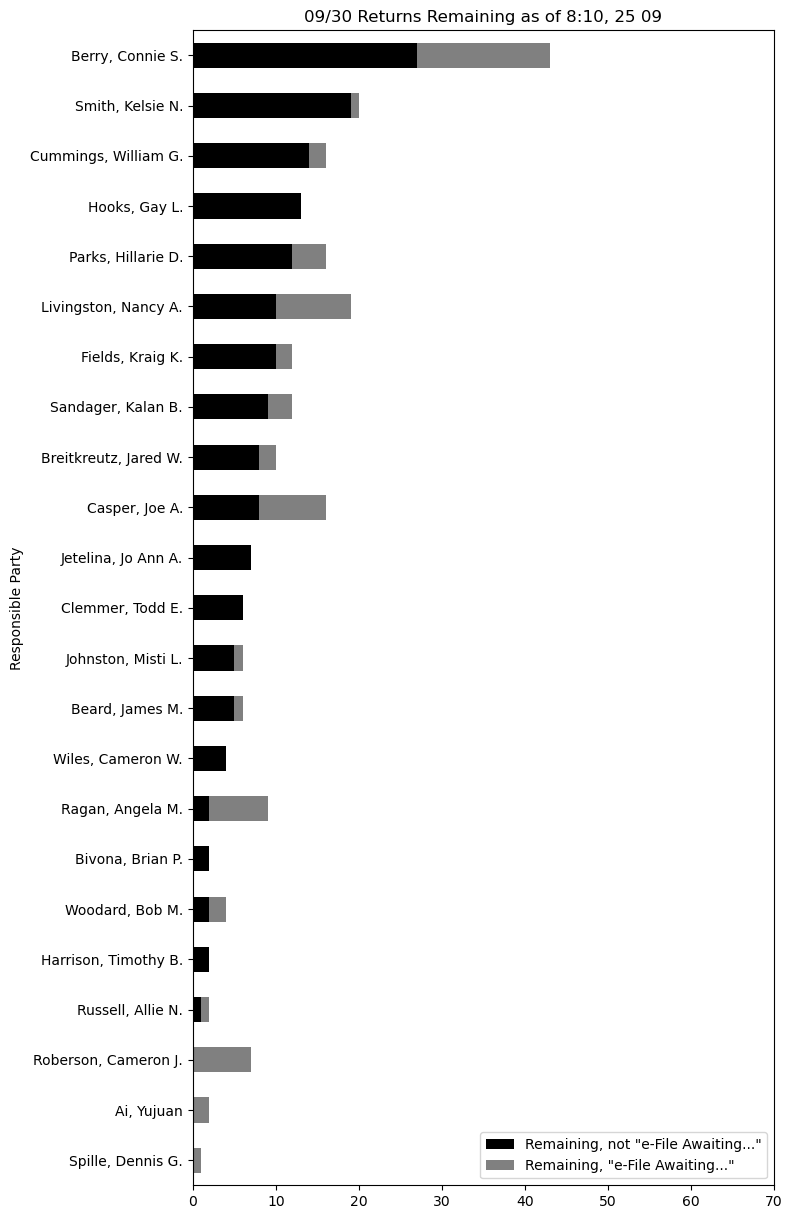 09/30 Returns Remaining as of 8:10, 25 09
Responsible Party
Berry, Connie S.
Smith, Kelsie N.
Cummings, William G.
Hooks, Gay L.
Parks, Hillarie D.
Livingston, Nancy A.
Fields, Kraig K.
Sandager, Kalan B.
Breitkreutz, Jared W.
Casper, Joe A.
Jetelina, Jo Ann A.
Clemmer, Todd E.
Johnston, Misti L.
Beard, James M.
Wiles, Cameron W.
Ragan, Angela M.
Bivona, Brian P.
Woodard, Bob M.
Harrison, Timothy B.
Russell, Allie N.
Roberson, Cameron J.
Ai, Yujuan
Spille, Dennis G.
Remaining, not "e-File Awaiting..."
Remaining, "e-File Awaiting..."
0 10 20 30 40 50 60 70